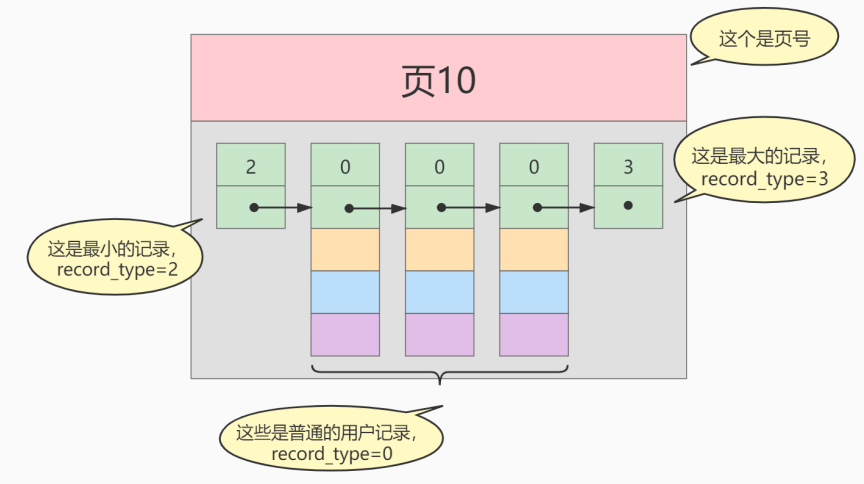 这个是页号
页10
这是最大的记录，
record_type=3
2
0
0
0
3
这是最小的记录，
record_type=2
这些是普通的用户记录，
record_type=0